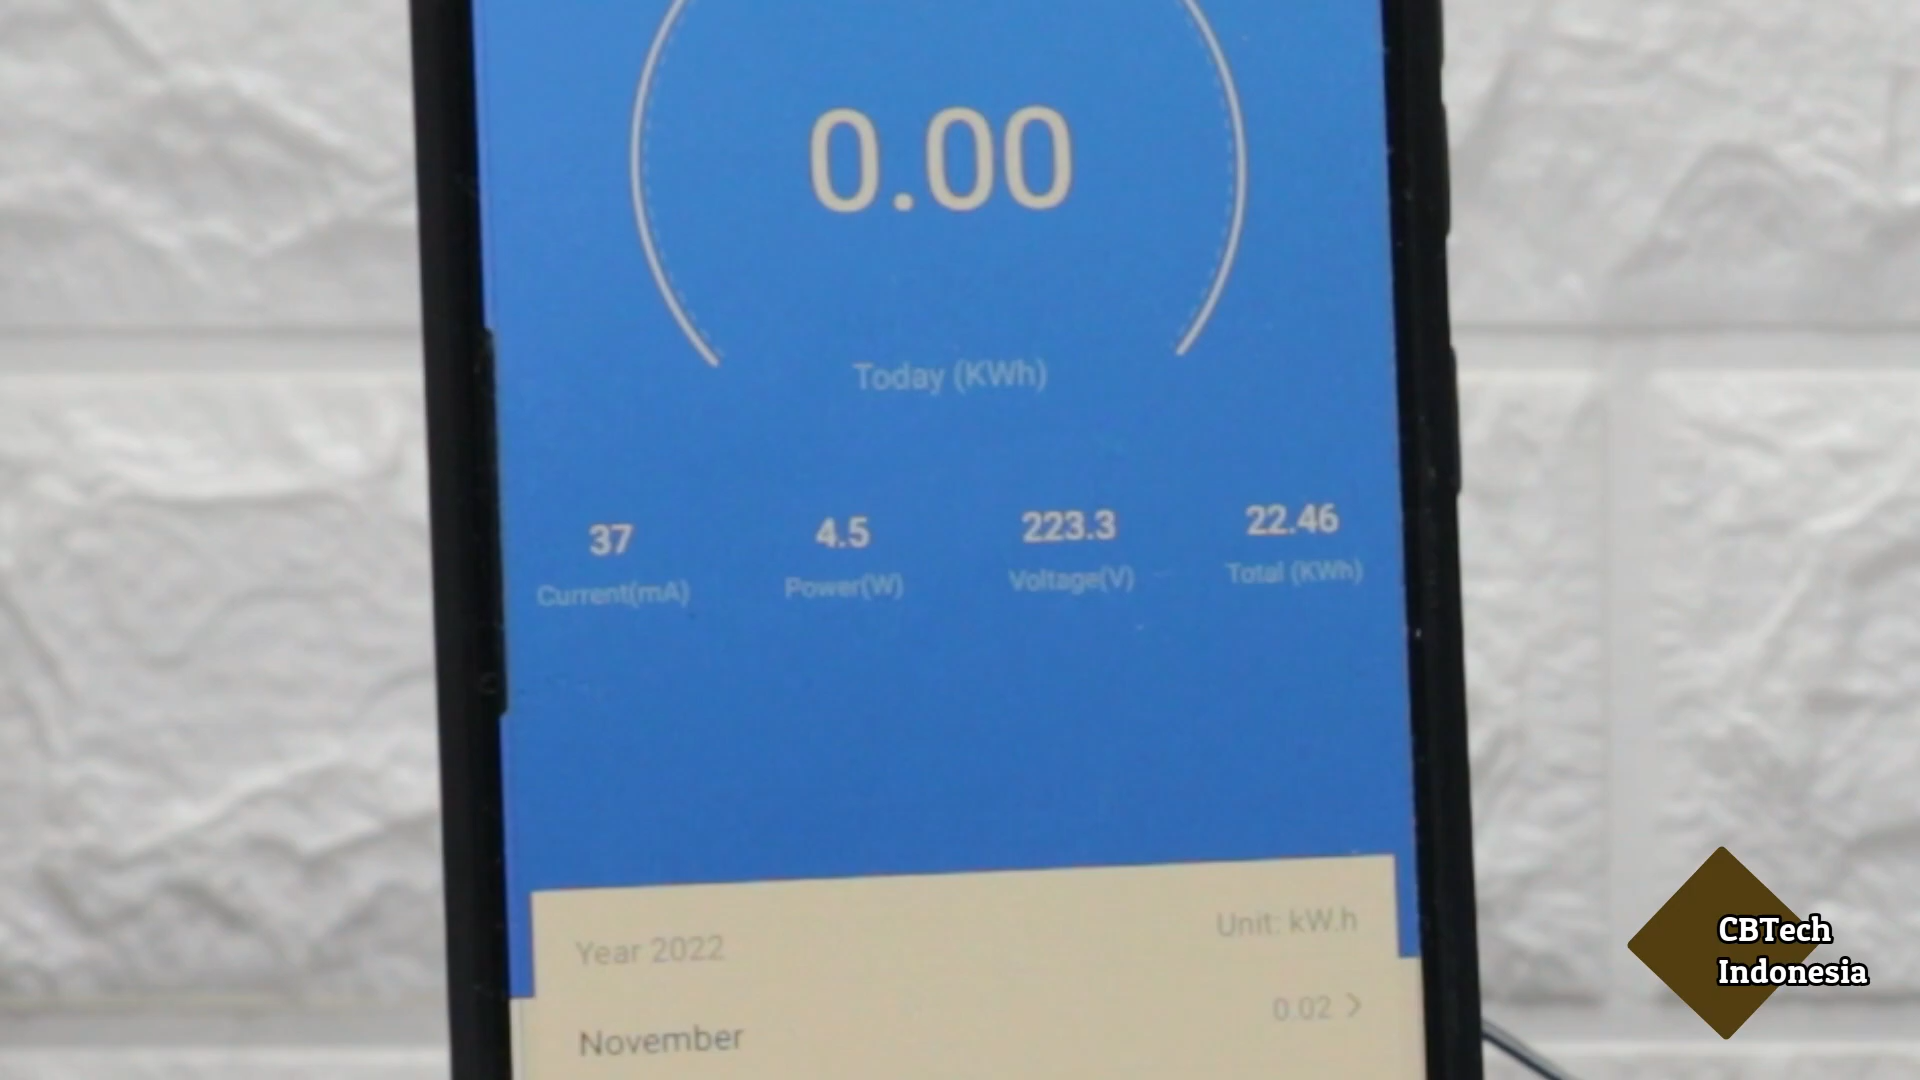 0.00
Today (KWh)
37 4.5 223.3 22.46
Current(mA) Power(W) Voltage(V) Total (KWh)
Year 2022 Unit: kW.h
November 0.02
CBTech
Indonesia